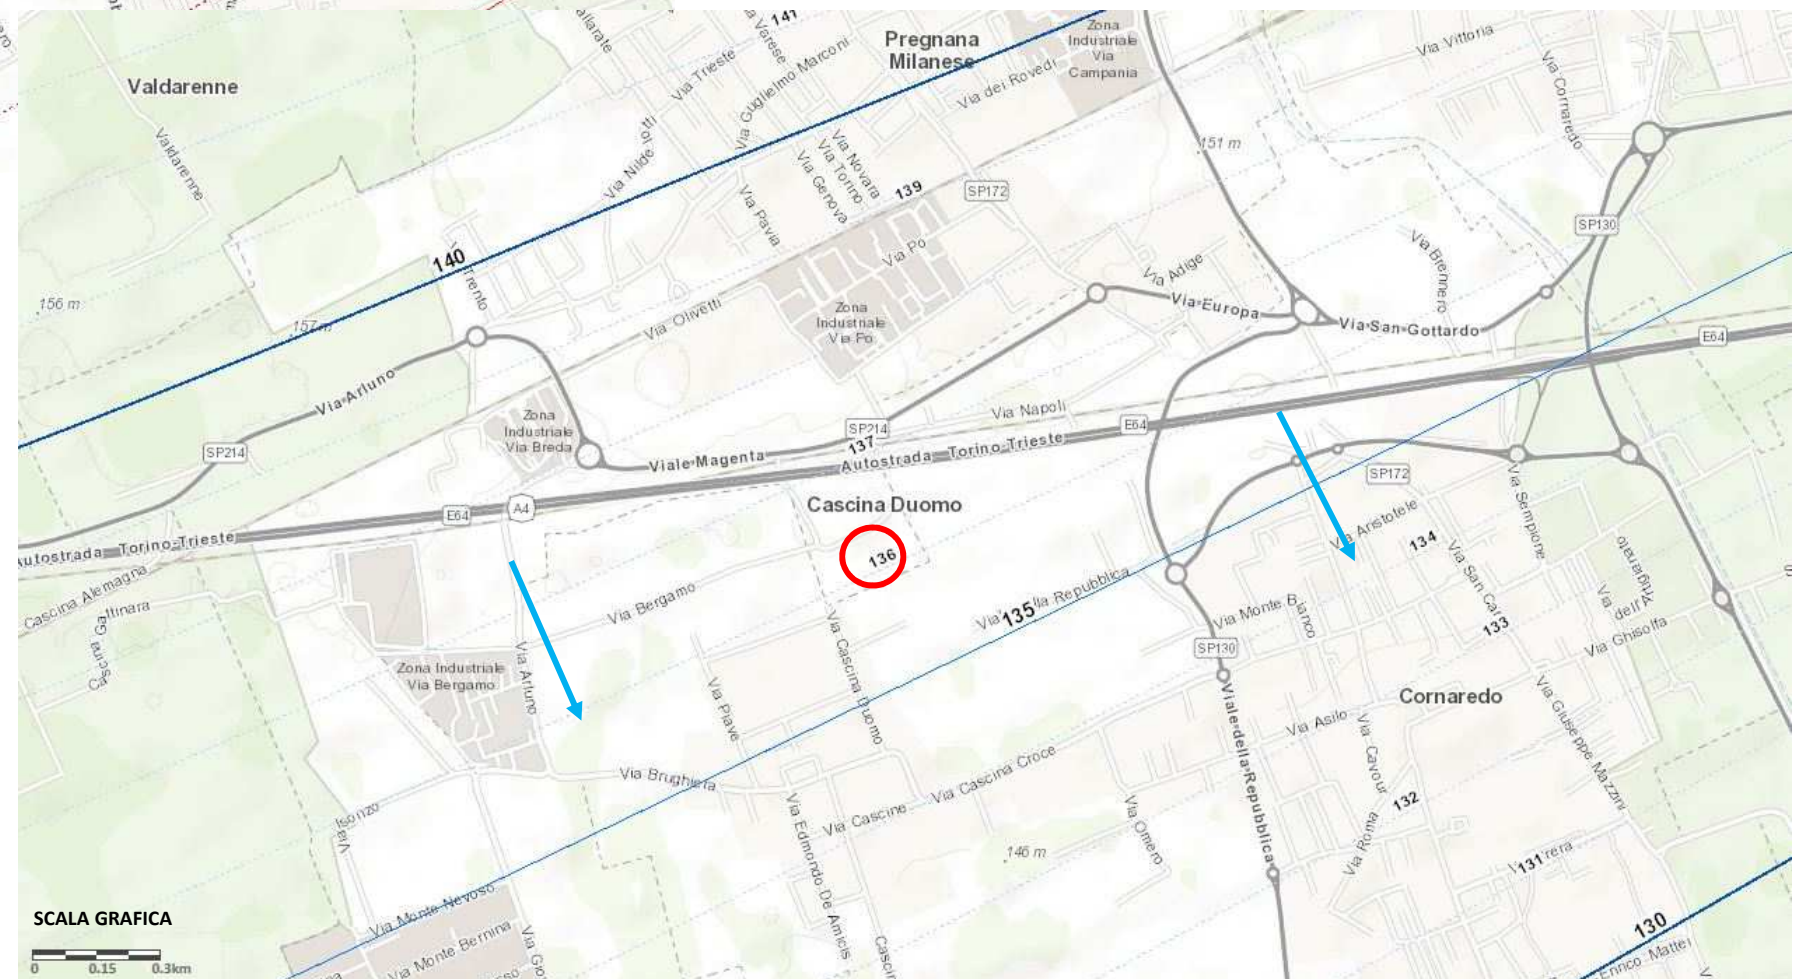 141
Pregnana
Milanese
Zona
Industriale
Via
Campania
Via Vittoria
Via Cornaredo
Valdarenne
Via Trieste
Via Guglielmo Marconi
Via dei Rovedi
Valdarenne
Via Novara
Via Torino
Via Genova
Via Pavia
139
SP172
151 m
SP130
140
Trento
Via Po
Via Adige
Via Brennero
156 m
157 m
Via Olivetti
Zona
Industriale
Via Po
Via Europa
Via San Gottardo
E64
Via Arluno
Zona
Industriale
Via Breda
Via Napoli
SP214
E64
SP214
137
Viale Magenta
Autostrada Torino-Trieste
SP172
E64
A4
Cascina Duomo
Via Sempione
Via Aristotele
134
Autostrada Torino-Trieste
136
Cascina Alemagna
Via Bergamo
135
Via San Carlo
Via Monte Bianco
133
Via Ghisolfa
SP130
Zona Industriale
Via Bergamo
Via Arluno
Via Piave
Via Cascina Duomo
Cornaredo
Via Asilo
Via Giuseppe Mazzini
Via Cavour
Viale della Repubblica
Via Brughiera
Via Cascina Croce
Via Cascine
132
Via Edmondo De Amicis
Via Omero
Via Roma
146 m
131
Via Monte Nevoso
SCALA GRAFICA
130
Via Monte Bernina
Enrico Mattei
0 0.15 0.3km